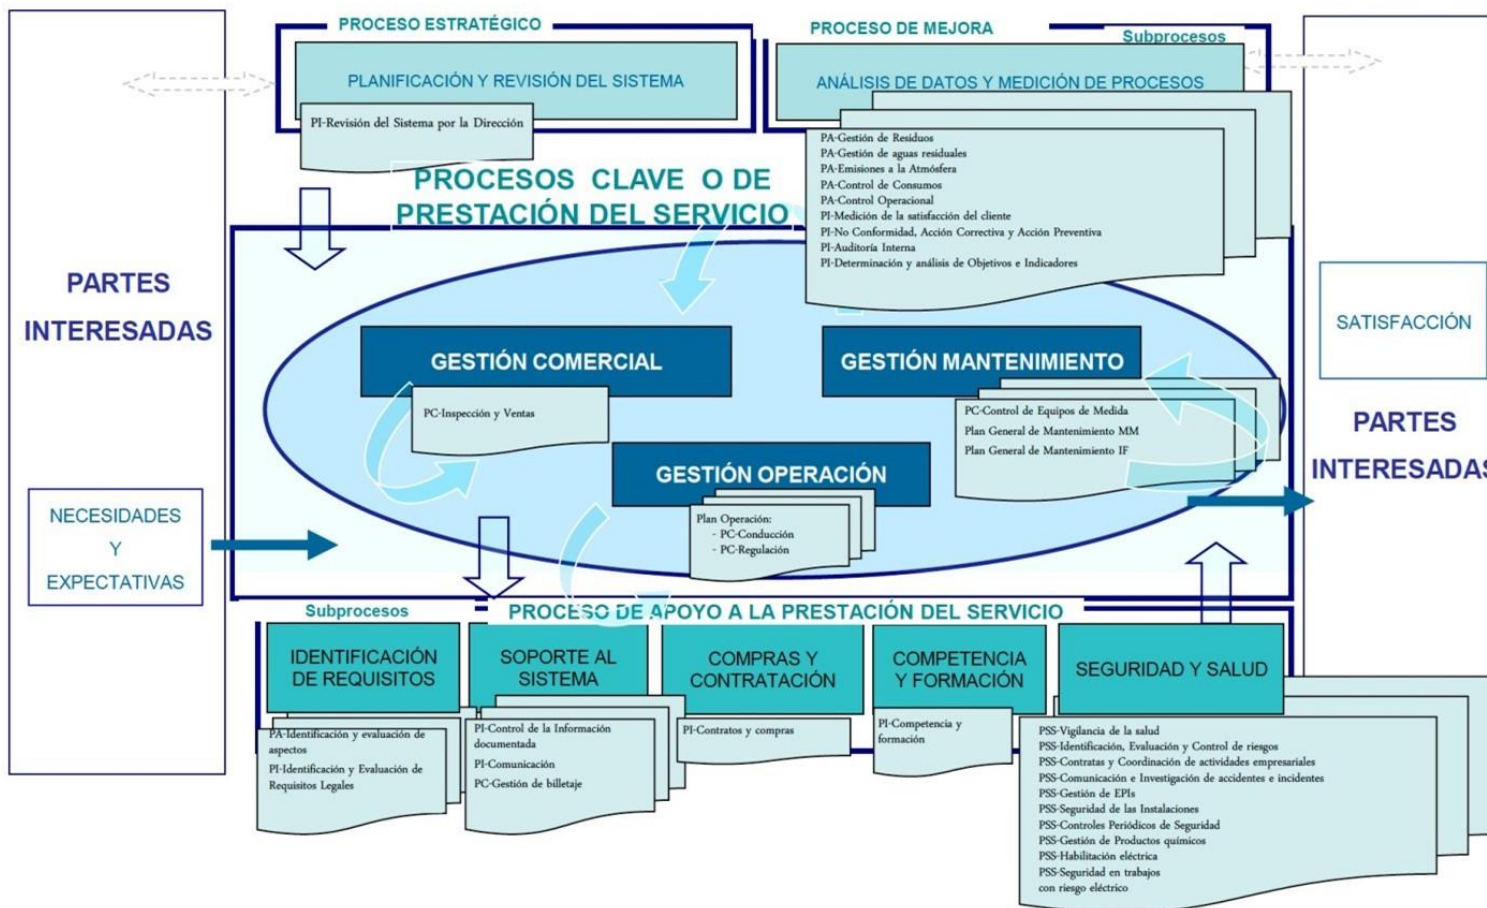 PROCESO ESTRATÉGICO
PLANIFICACIÓN Y REVISIÓN DEL SISTEMA
PI-Revisión del Sistema por la Dirección
PROCESO DE MEJORA
Subprocesos
ANÁLISIS DE DATOS Y MEDICIÓN DE PROCESOS
PA-Gestión de Residuos
PA-Gestión de aguas residuales
PA-Emisiones a la Atmósfera
PA-Control de Consumos
PA-Control Operacional
PI-Medición de la satisfacción del cliente
PI-No Conformidad, Acción Correctiva y Acción Preventiva
PI-Auditoría Interna
PI-Determinación y análisis de Objetivos e Indicadores
PROCESOS CLAVE O DE
PRESTACIÓN DEL SERVICIO
PARTES
INTERESADAS
NECESIDADES
Y
EXPECTATIVAS
GESTIÓN COMERCIAL
PC-Inspección y Ventas
GESTIÓN MANTENIMIENTO
PC-Control de Equipos de Medida
Plan General de Mantenimiento MM
Plan General de Mantenimiento IF
GESTIÓN OPERACIÓN
Plan Operación:
- PC-Conducción
- PC-Regulación
SATISFACCIÓN
PARTES
INTERESADAS
Subprocesos
PROCESO DE APOYO A LA PRESTACIÓN DEL SERVICIO
IDENTIFICACIÓN
DE REQUISITOS
PA-Identificación y evaluación de
aspectos
PI-Identificación y Evaluación de
Requisitos Legales
SOPORTE AL
SISTEMA
PI-Control de la Información
documentada
PI-Comunicación
PC-Gestión de billetaje
COMPRAS Y
CONTRATACIÓN
PI-Contratos y compras
COMPETENCIA
Y FORMACIÓN
PI-Competencia y
formación
SEGURIDAD Y SALUD
PSS-Vigilancia de la salud
PSS-Identificación, Evaluación y Control de riesgos
PSS-Contratas y Coordinación de actividades empresariales
PSS-Comunicación e Investigación de accidentes e incidentes
PSS-Gestión de EPIs
PSS-Seguridad de las Instalaciones
PSS-Controles Periódicos de Seguridad
PSS-Gestión de Productos químicos
PSS-Habilitación eléctrica
PSS-Seguridad en trabajos
con riesgo eléctrico